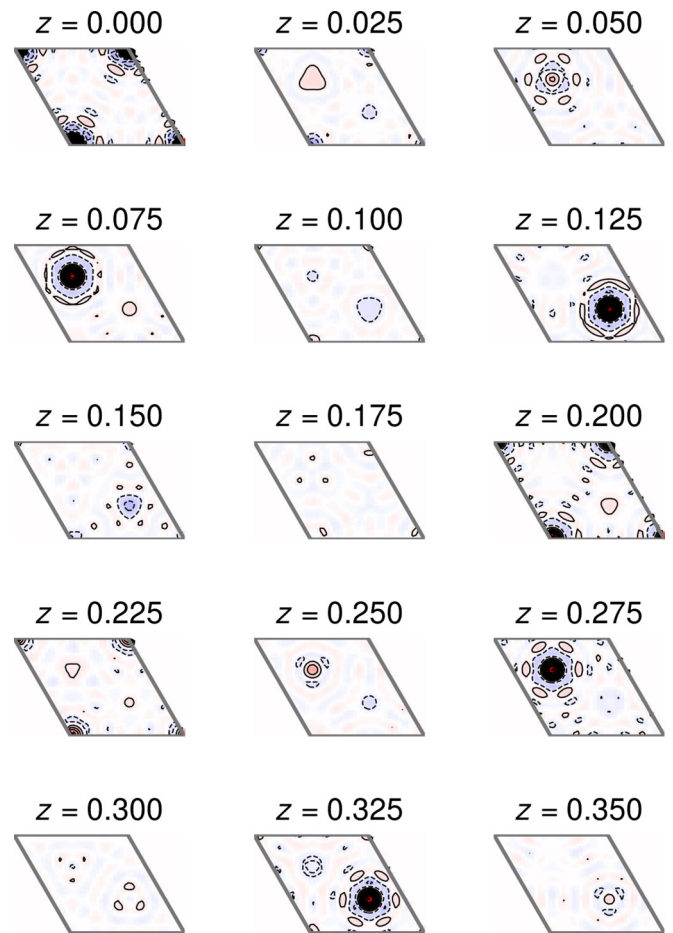 z = 0.000 z = 0.025 z = 0.050
z = 0.075 z = 0.100 z = 0.125
z = 0.150 z = 0.175 z = 0.200
z = 0.225 z = 0.250 z = 0.275
z = 0.300 z = 0.325 z = 0.350